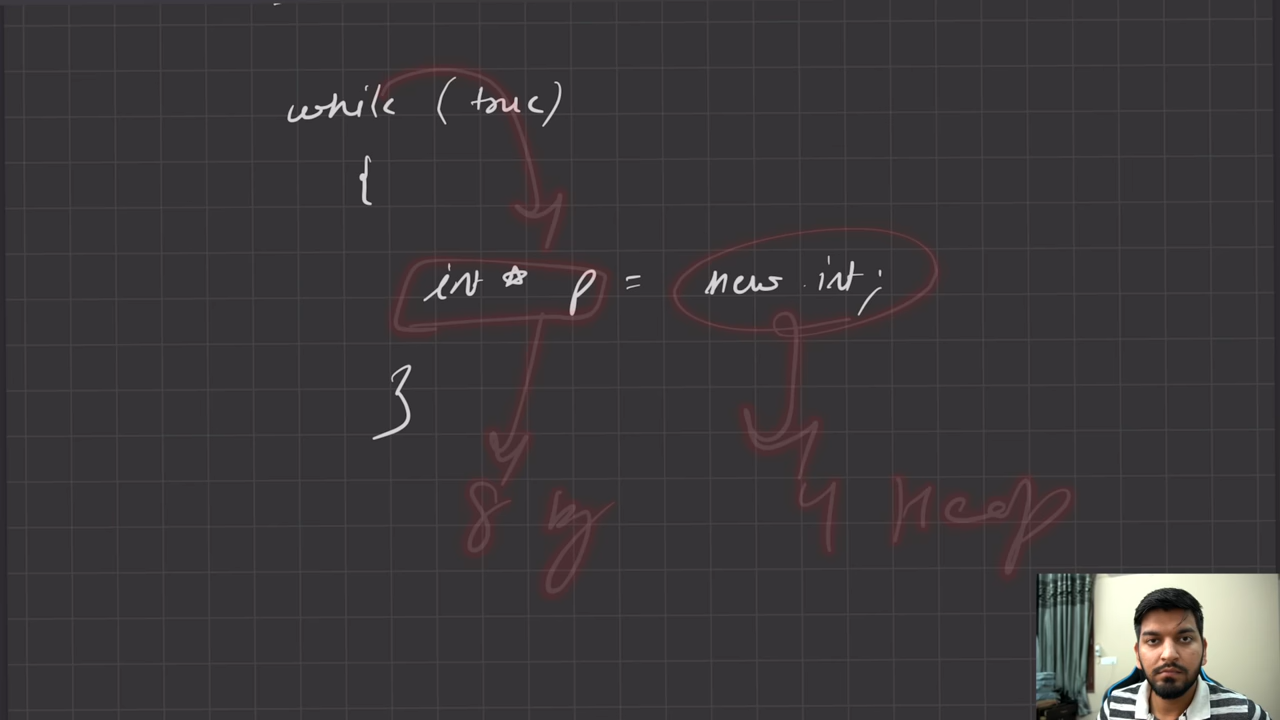 while (true)
{
int * p = new int;
}
8 by
4 Heap